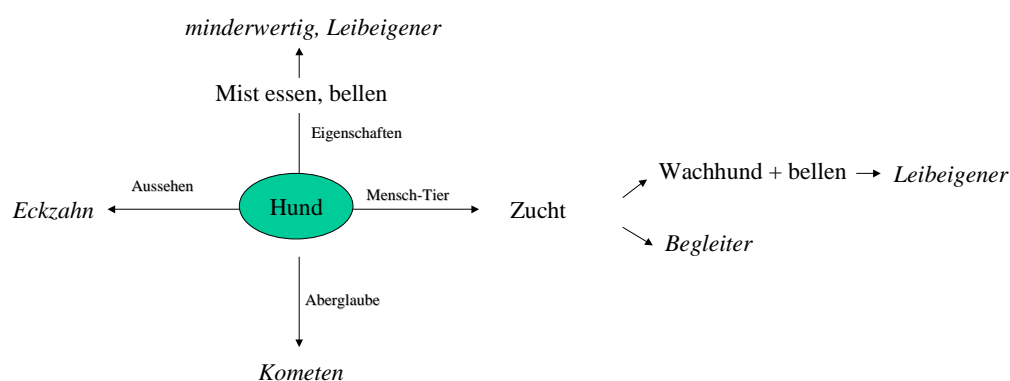 minderwertig, Leibeigener
Mist essen, bellen
Eigenschaften
Aussehen
Eckzahn
Hund
Mensch-Tier
Zucht
Wachhund + bellen
Leibeigener
Begleiter
Aberglaube
Kometen